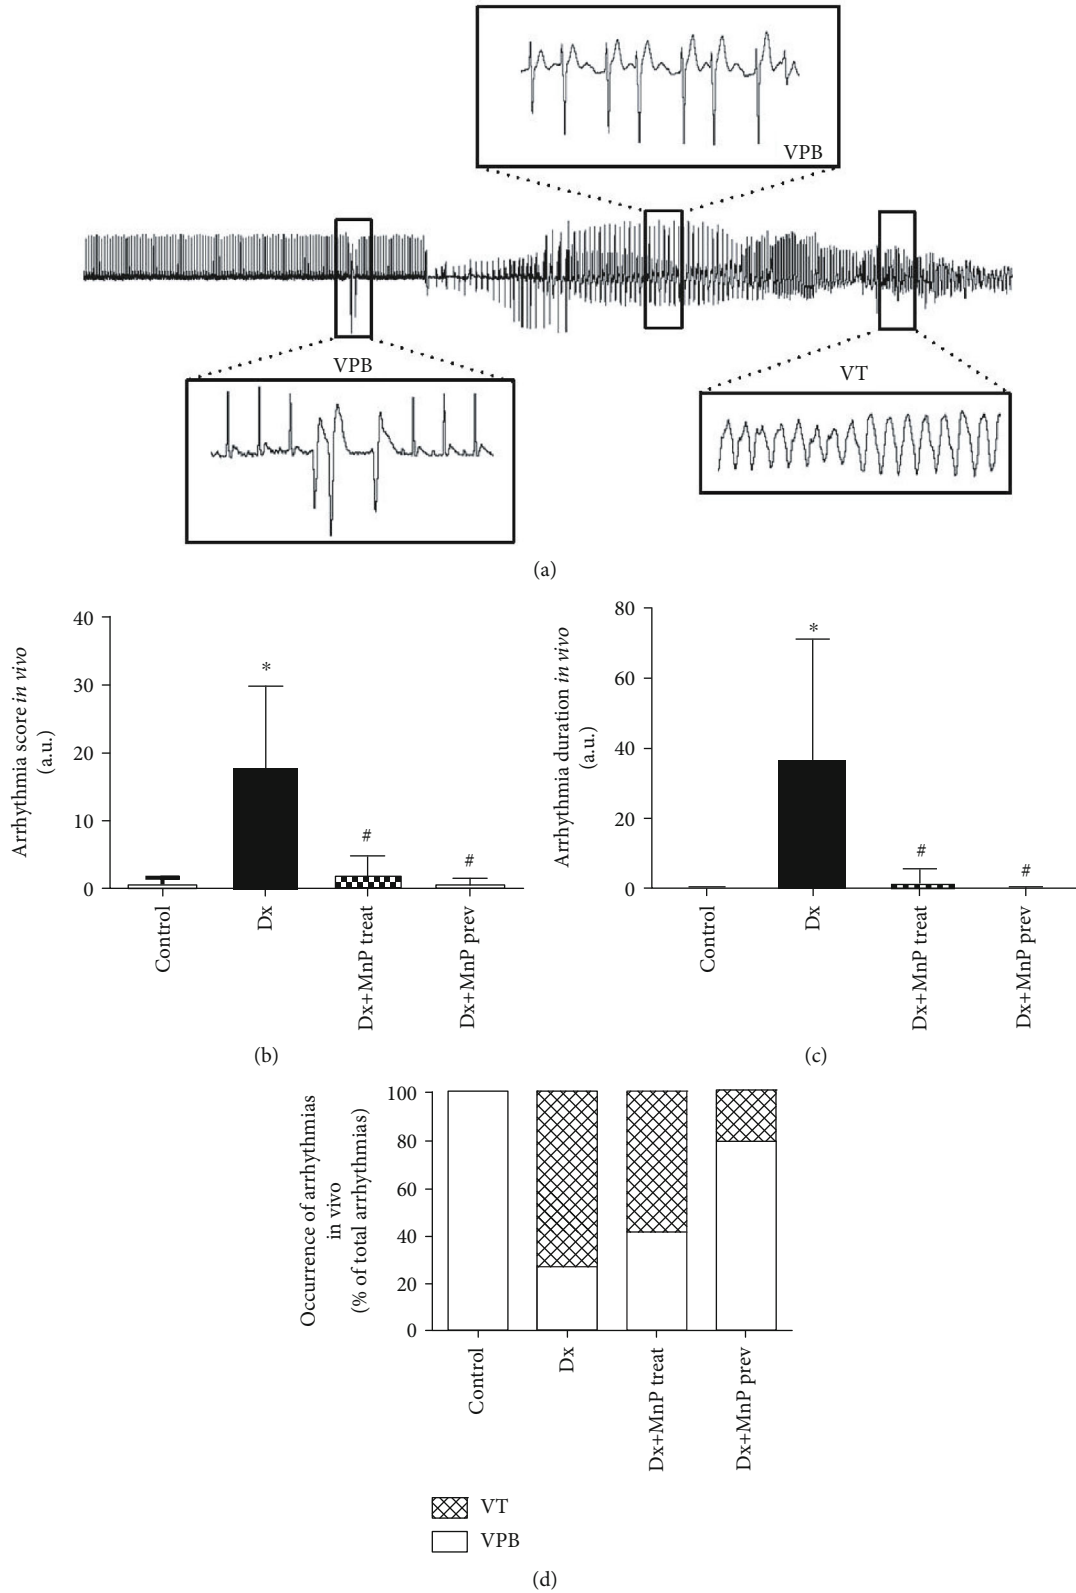 VPB
VPB
VT
(a)
Arrhythmia score in vivo
(a.u.)
40
30
20
10
0
*
#
#
Control
Dx
Dx+MnP treat
Dx+MnP prev
(b)
Arrhythmia duration in vivo
(a.u.)
80
60
40
20
0
*
#
#
Control
Dx
Dx+MnP treat
Dx+MnP prev
(c)
Occurrence of arrhythmias
in vivo
(% of total arrhythmias)
100
80
60
40
20
0
Control
Dx
Dx+MnP treat
Dx+MnP prev
VT
VPB
(d)